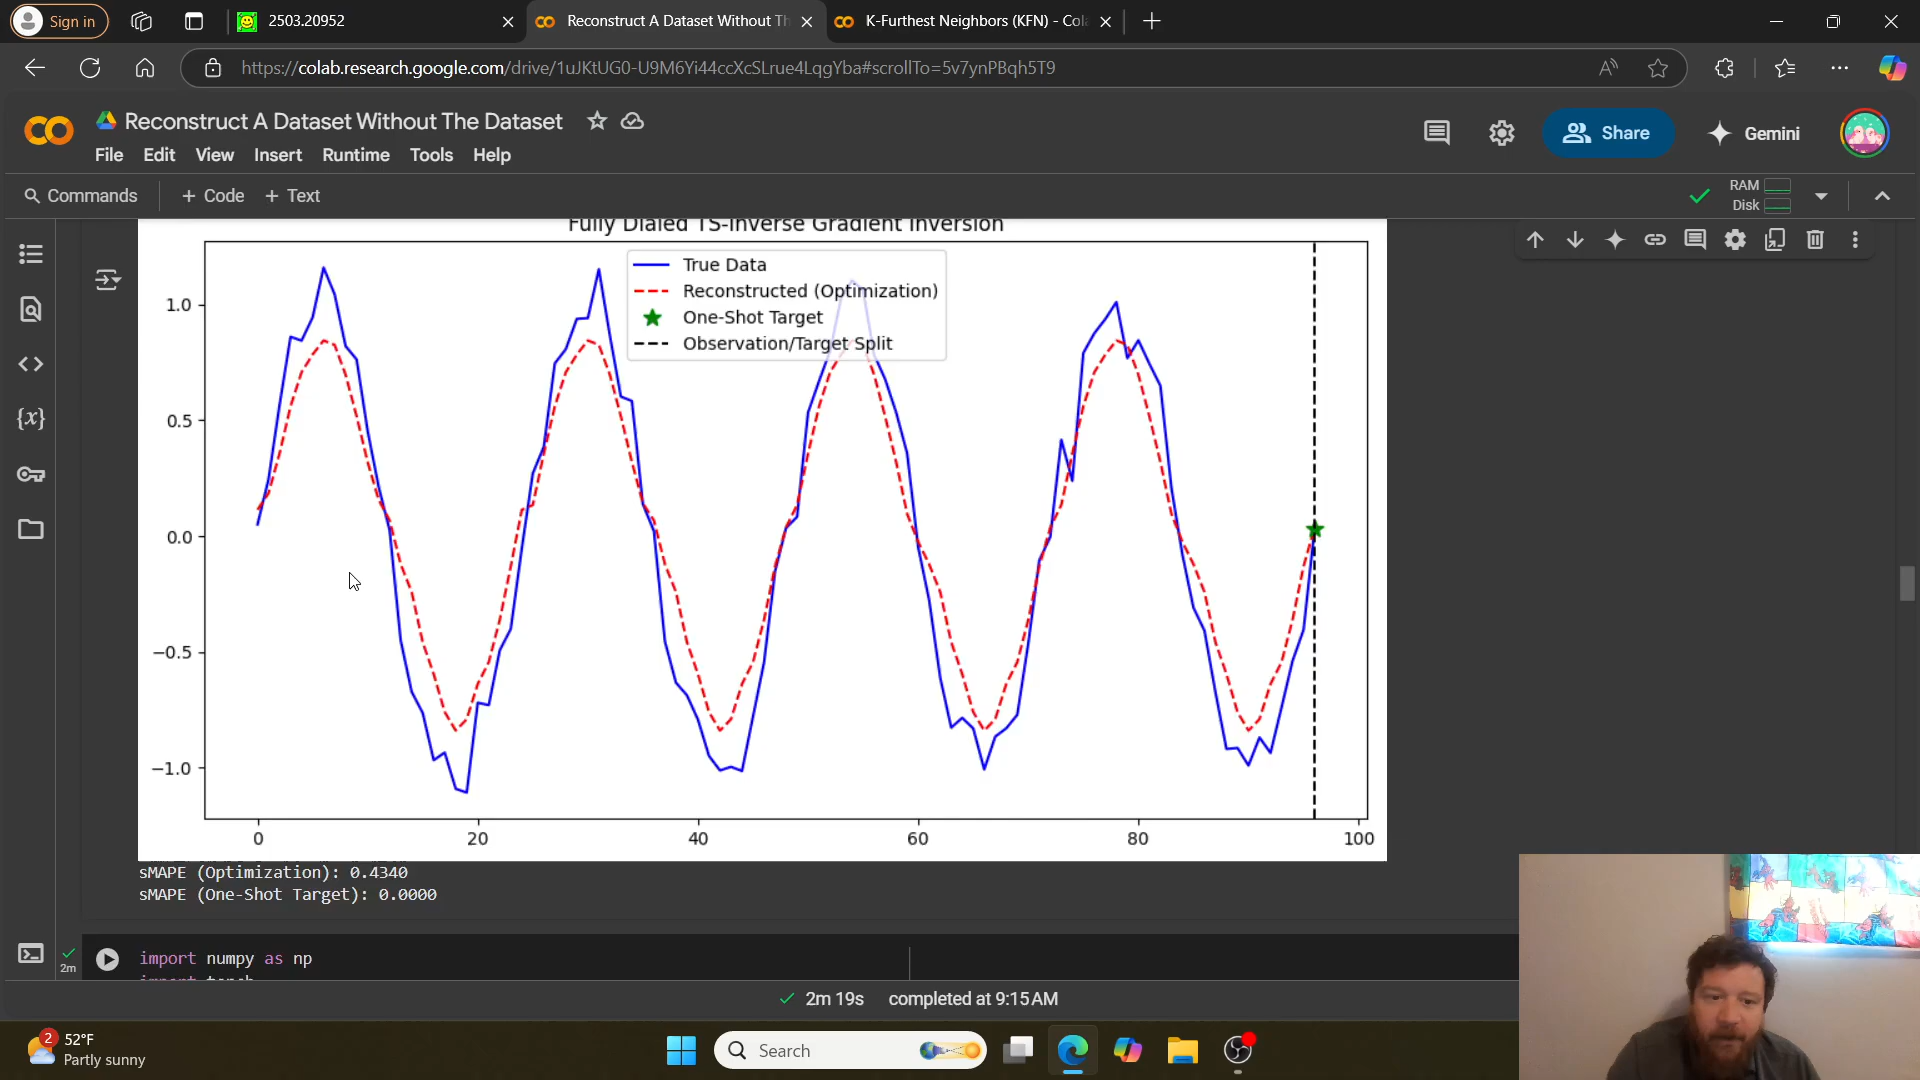 Sign in
2503.20952
Reconstruct A Dataset Without Th
K-Furthest Neighbors (KFN) - Cola
https://colab.research.google.com/drive/1uJKtUG0-U9M6Yi44ccXcSLrue4LqgYba#scrollTo=5v7ynPBqh5T9
Reconstruct A Dataset Without The Dataset
File Edit View Insert Runtime Tools Help
Share
Gemini
Commands
+ Code
+ Text
RAM
Disk
Fully Dialed TS-Inverse Gradient Inversion
True Data
Reconstructed (Optimization)
One-Shot Target
Observation/Target Split
1.0
0.5
0.0
−0.5
−1.0
0 20 40 60 80 100
sMAPE (Optimization): 0.4340
sMAPE (One-Shot Target): 0.0000
2m
import numpy as np
import torch
2m 19s completed at 9:15 AM
2
52°F
Partly sunny
Search